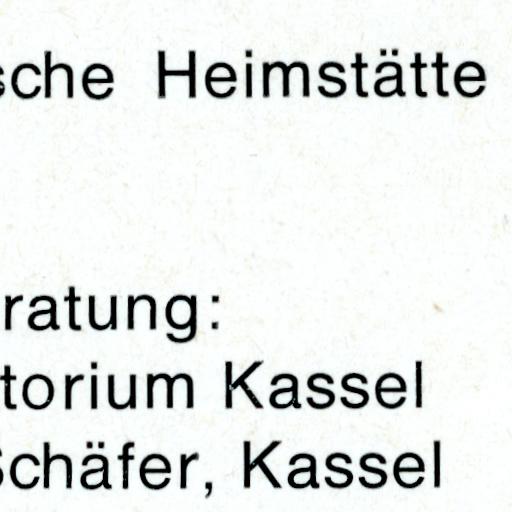 sche Heimstätte
ratung:
torium Kassel
Schäfer, Kassel